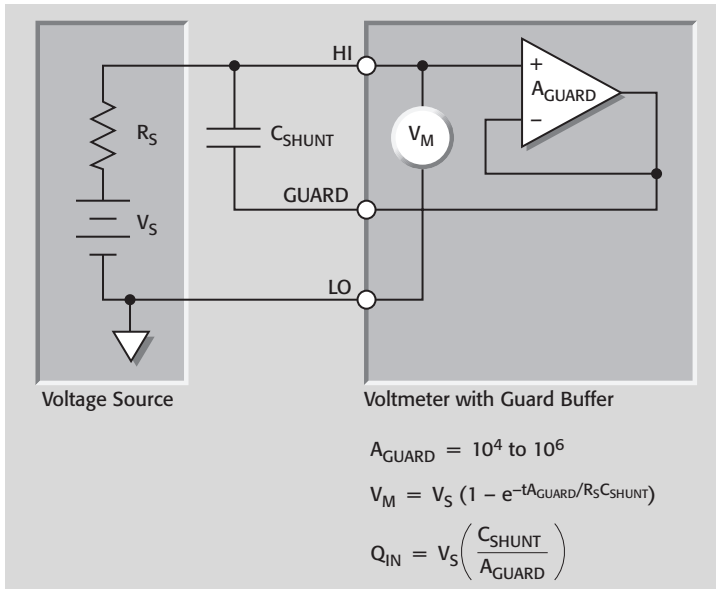 HI
+
A_GUARD
−
R_S
C_SHUNT
V_M
GUARD
V_S
LO
Voltage Source
Voltmeter with Guard Buffer
A_GUARD = 10^4 to 10^6
V_M = V_S (1 – e^–tA_GUARD/R_SC_SHUNT)
Q_IN = V_S (C_SHUNT / A_GUARD)